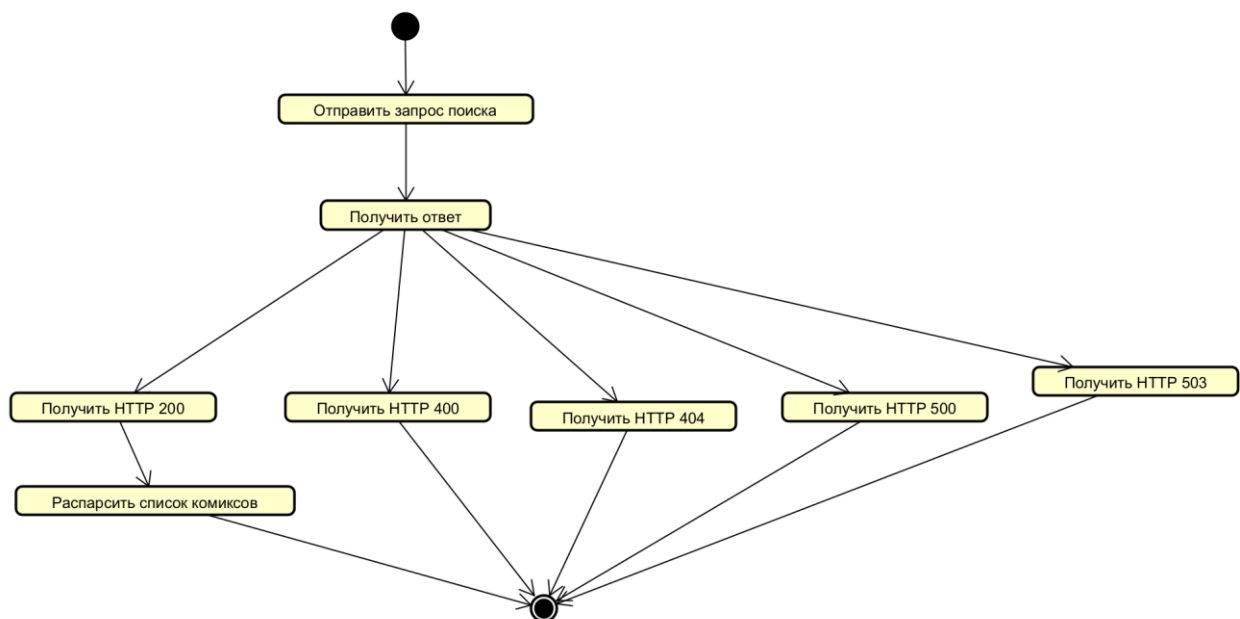 Отправить запрос поиска
Получить ответ
Получить HTTP 200
Получить HTTP 400
Получить HTTP 404
Получить HTTP 500
Получить HTTP 503
Распарсить список комиксов